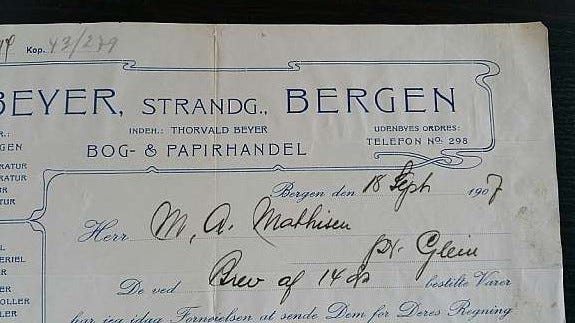 Kop. 43/279
BEYER, STRANDG., BERGEN
INDEH.: THORVALD BEYER
UDENBYES ORDRES:
TELEFON No. 298
BOG- & PAPIRHANDEL
Bergen den 18 Septb 1907
Herr M. A. Mathisen
pr. Glein
De ved Brev af 14 ds bestilte Varer
har jeg idag Fornøielsen at sende Dem for Deres Regning